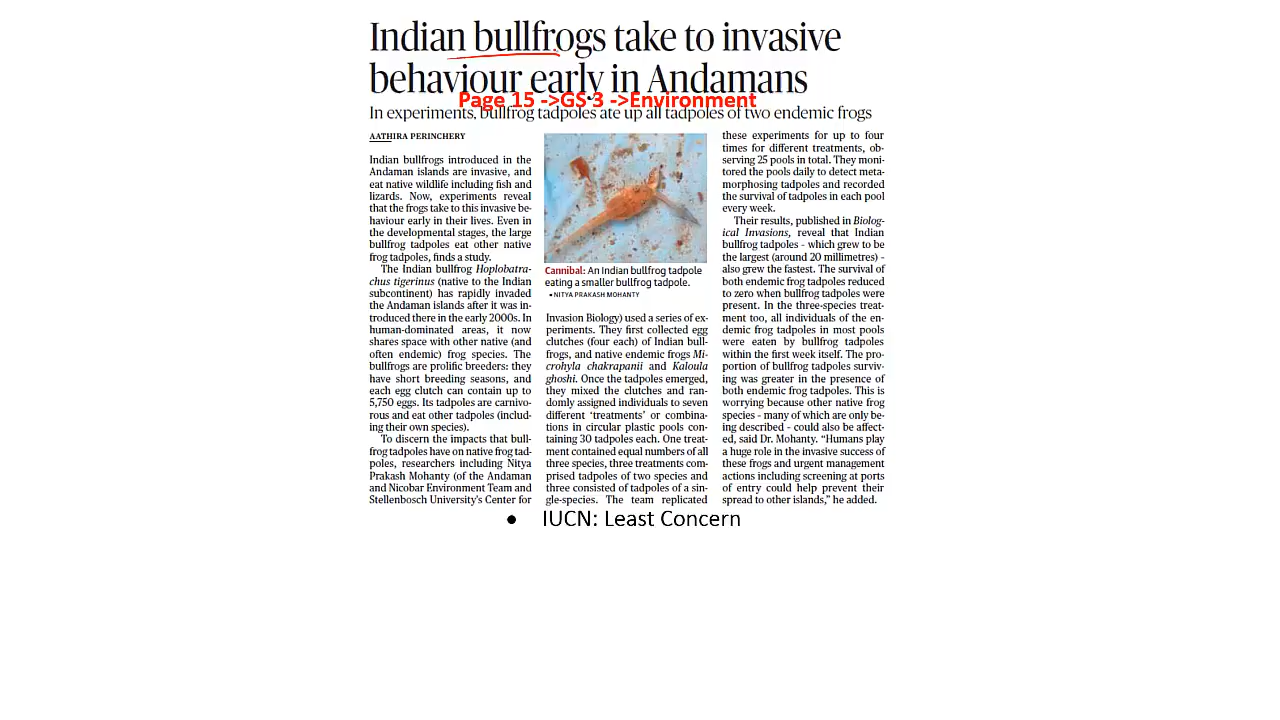 Indian bullfrogs take to invasive
behaviour early in Andamans
Page 15 ->GS 3 ->Environment
In experiments, bullfrog tadpoles ate up all tadpoles of two endemic frogs
AATHIRA PERINCHERY
Indian bullfrogs introduced in the
Andaman islands are invasive, and
eat native wildlife including fish and
lizards. Now, experiments reveal
that the frogs take to this invasive be-
haviour early in their lives. Even in
the developmental stages, the large
bullfrog tadpoles eat other native
frog tadpoles, finds a study.
The Indian bullfrog Hoplobatra-
chus tigerinus (native to the Indian
subcontinent) has rapidly invaded
the Andaman islands after it was in-
troduced there in the early 2000s. In
human-dominated areas, it now
shares space with other native (and
often endemic) frog species. The
bullfrogs are prolific breeders: they
have short breeding seasons, and
each egg clutch can contain up to
5,750 eggs. Its tadpoles are carnivo-
rous and eat other tadpoles (includ-
ing their own species).
To discern the impacts that bull-
frog tadpoles have on native frog tad-
poles, researchers including Nitya
Prakash Mohanty (of the Andaman
and Nicobar Environment Team and
Stellenbosch University's Center for
Cannibal: An Indian bullfrog tadpole
eating a smaller bullfrog tadpole.
• NITYA PRAKASH MOHANTY
Invasion Biology) used a series of ex-
periments. They first collected egg
clutches (four each) of Indian bull-
frogs, and native endemic frogs Mi-
crohyla chakrapanii and Kaloula
ghoshi. Once the tadpoles emerged,
they mixed the clutches and ran-
domly assigned individuals to seven
different 'treatments' or combina-
tions in circular plastic pools con-
taining 30 tadpoles each. One treat-
ment contained equal numbers of all
three species, three treatments com-
prised tadpoles of two species and
three consisted of tadpoles of a sin-
gle-species. The team replicated
these experiments for up to four
times for different treatments, ob-
serving 25 pools in total. They moni-
tored the pools daily to detect meta-
morphosing tadpoles and recorded
the survival of tadpoles in each pool
every week.
Their results, published in Biolog-
ical Invasions, reveal that Indian
bullfrog tadpoles - which grew to be
the largest (around 20 millimetres) -
also grew the fastest. The survival of
both endemic frog tadpoles reduced
to zero when bullfrog tadpoles were
present. In the three-species treat-
ment too, all individuals of the en-
demic frog tadpoles in most pools
were eaten by bullfrog tadpoles
within the first week itself. The pro-
portion of bullfrog tadpoles surviv-
ing was greater in the presence of
both endemic frog tadpoles. This is
worrying because other native frog
species - many of which are only be-
ing described - could also be affect-
ed, said Dr. Mohanty. “Humans play
a huge role in the invasive success of
these frogs and urgent management
actions including screening at ports
of entry could help prevent their
spread to other islands,” he added.
• IUCN: Least Concern